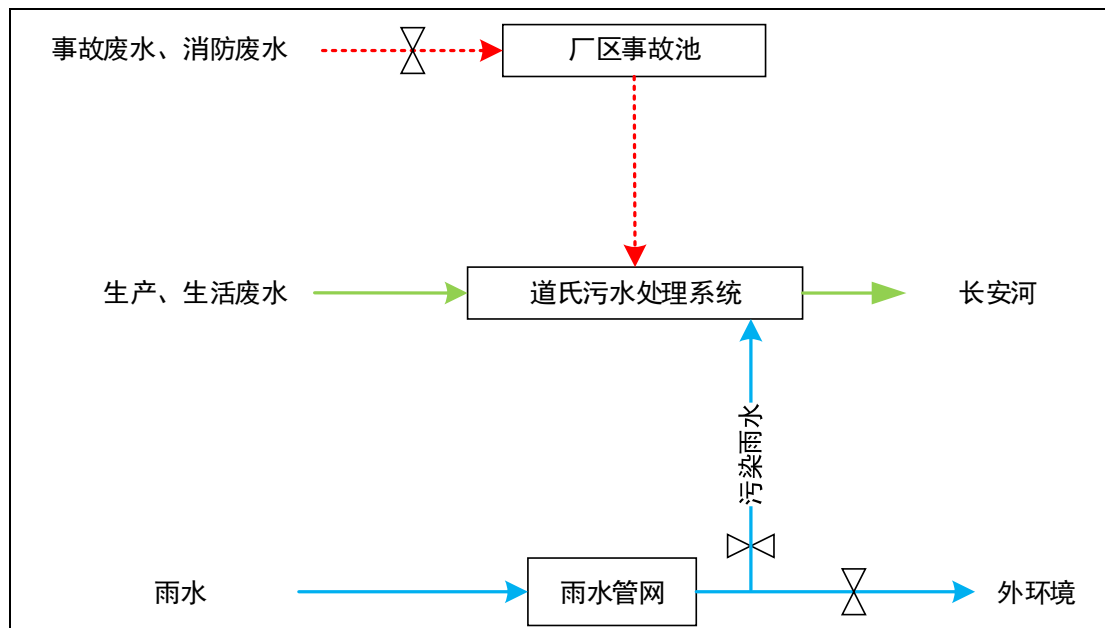 事故废水、消防废水
厂区事故池
生产、生活废水
道氏污水处理系统
长安河
污染雨水
雨水
雨水管网
外环境